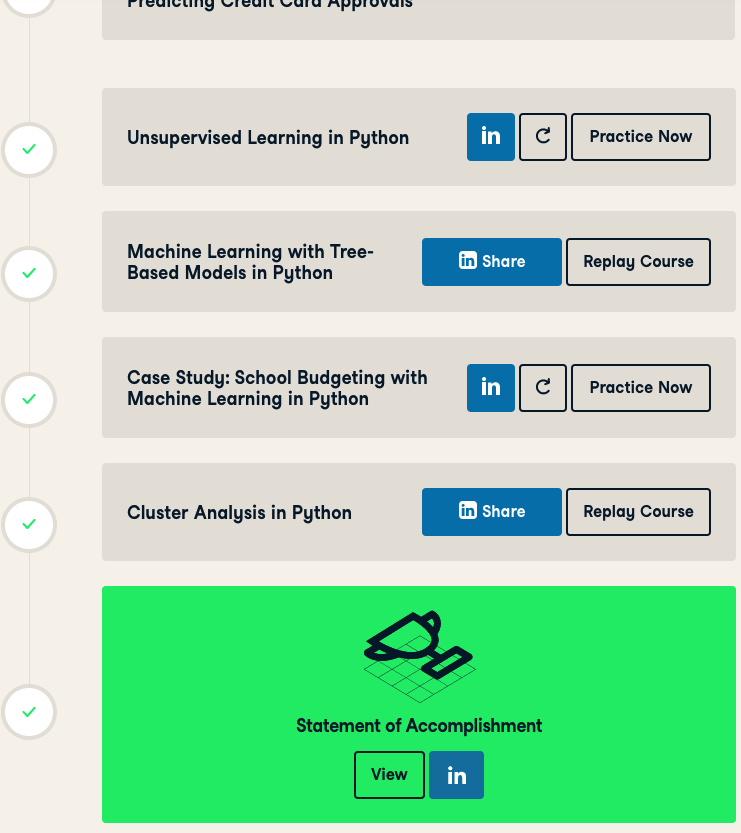 Predicting Credit Card Approvals
Unsupervised Learning in Python
in
Practice Now
Machine Learning with Tree-
Based Models in Python
in Share
Replay Course
Case Study: School Budgeting with
Machine Learning in Python
in
Practice Now
Cluster Analysis in Python
in Share
Replay Course
Statement of Accomplishment
View
in